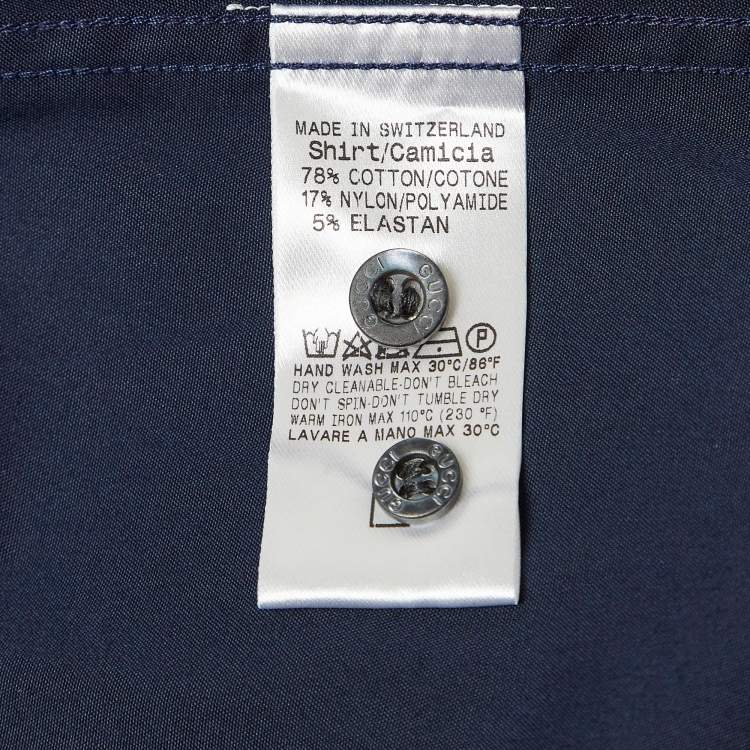 MADE IN SWITZERLAND
Shirt/Camicia
78% COTTON/COTONE
17% NYLON/POLYAMIDE
5% ELASTAN
GUCCI GUCCI
P
HAND WASH MAX 30°C/86°F
DRY CLEANABLE-DON'T BLEACH
DON'T SPIN-DON'T TUMBLE DRY
WARM IRON MAX 110°C (230 °F)
LAVARE A MANO MAX 30°C
GUCCI GUCCI